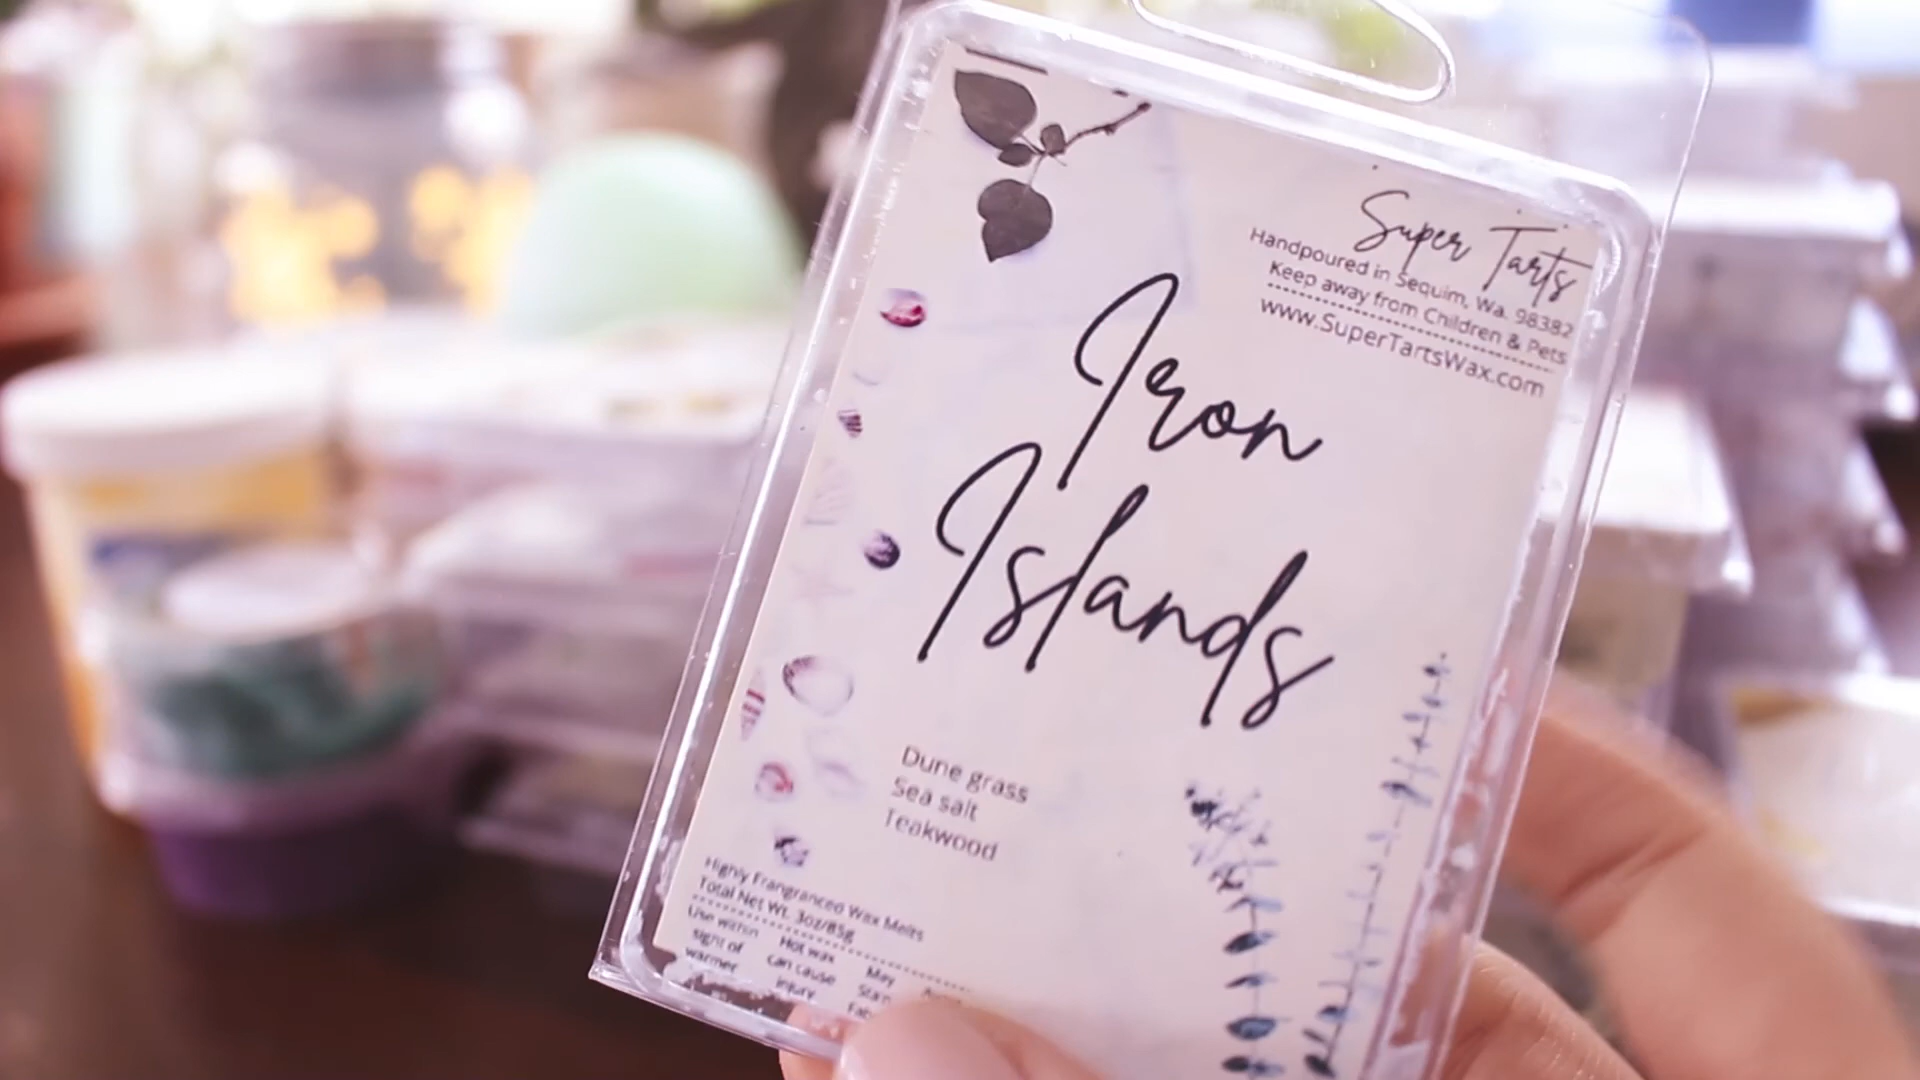 Super Tarts
Handpoured in Sequim, Wa. 98382
Keep away from Children & Pets
www.SuperTartsWax.com
Iron
Islands
Dune grass
Sea salt
Teakwood
Highly Frangranced Wax Melts
Total Net Wt. 3oz/85g
Use within Hot wax May
sight of can cause
warmer injury